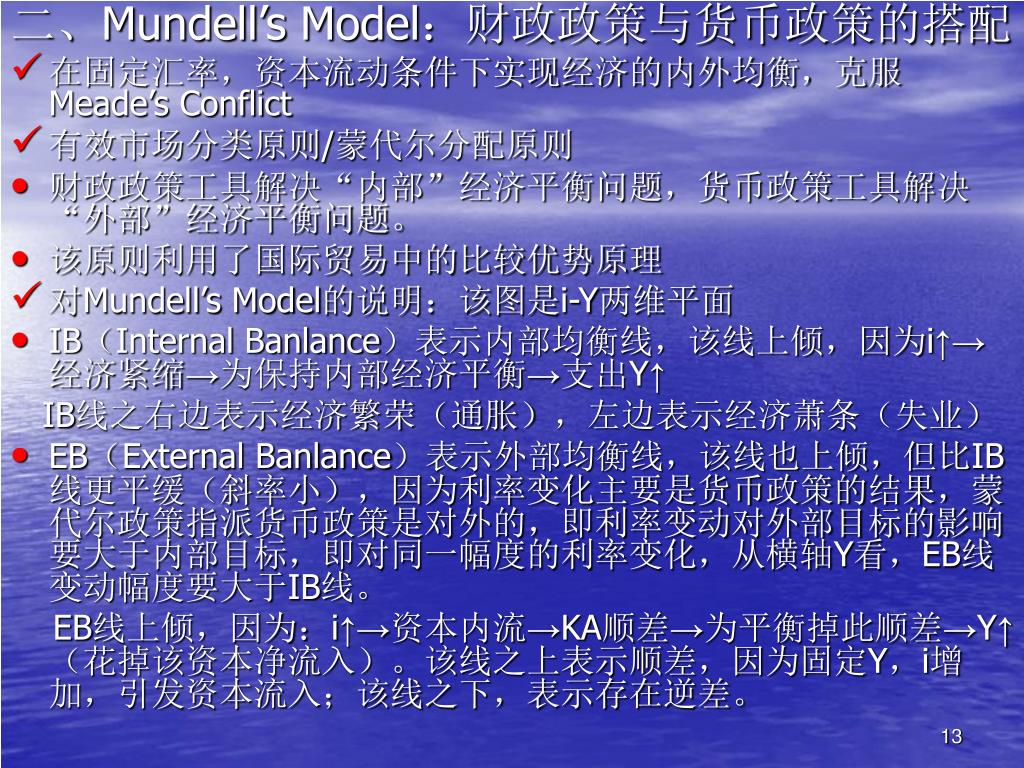 二、Mundell’s Model：财政政策与货币政策的搭配
在固定汇率，资本流动条件下实现经济的内外均衡，克服
Meade’s Conflict
有效市场分类原则/蒙代尔分配原则
财政政策工具解决“内部”经济平衡问题，货币政策工具解决
“外部”经济平衡问题。
该原则利用了国际贸易中的比较优势原理
对Mundell’s Model的说明：该图是i-Y两维平面
IB（Internal Banlance）表示内部均衡线，该线上倾，因为i↑→
经济紧缩→为保持内部经济平衡→支出Y↑
IB线之右边表示经济繁荣（通胀），左边表示经济萧条（失业）
EB（External Banlance）表示外部均衡线，该线也上倾，但比IB
线更平缓（斜率小），因为利率变化主要是货币政策的结果，蒙
代尔政策指派货币政策是对外的，即利率变动对外部目标的影响
要大于内部目标，即对同一幅度的利率变化，从横轴Y看，EB线
变动幅度要大于IB线。
EB线上倾，因为：i↑→资本内流→KA顺差→为平衡掉此顺差→Y↑
（花掉该资本净流入）。该线之上表示顺差，因为固定Y，i增
加，引发资本流入；该线之下，表示存在逆差。
13